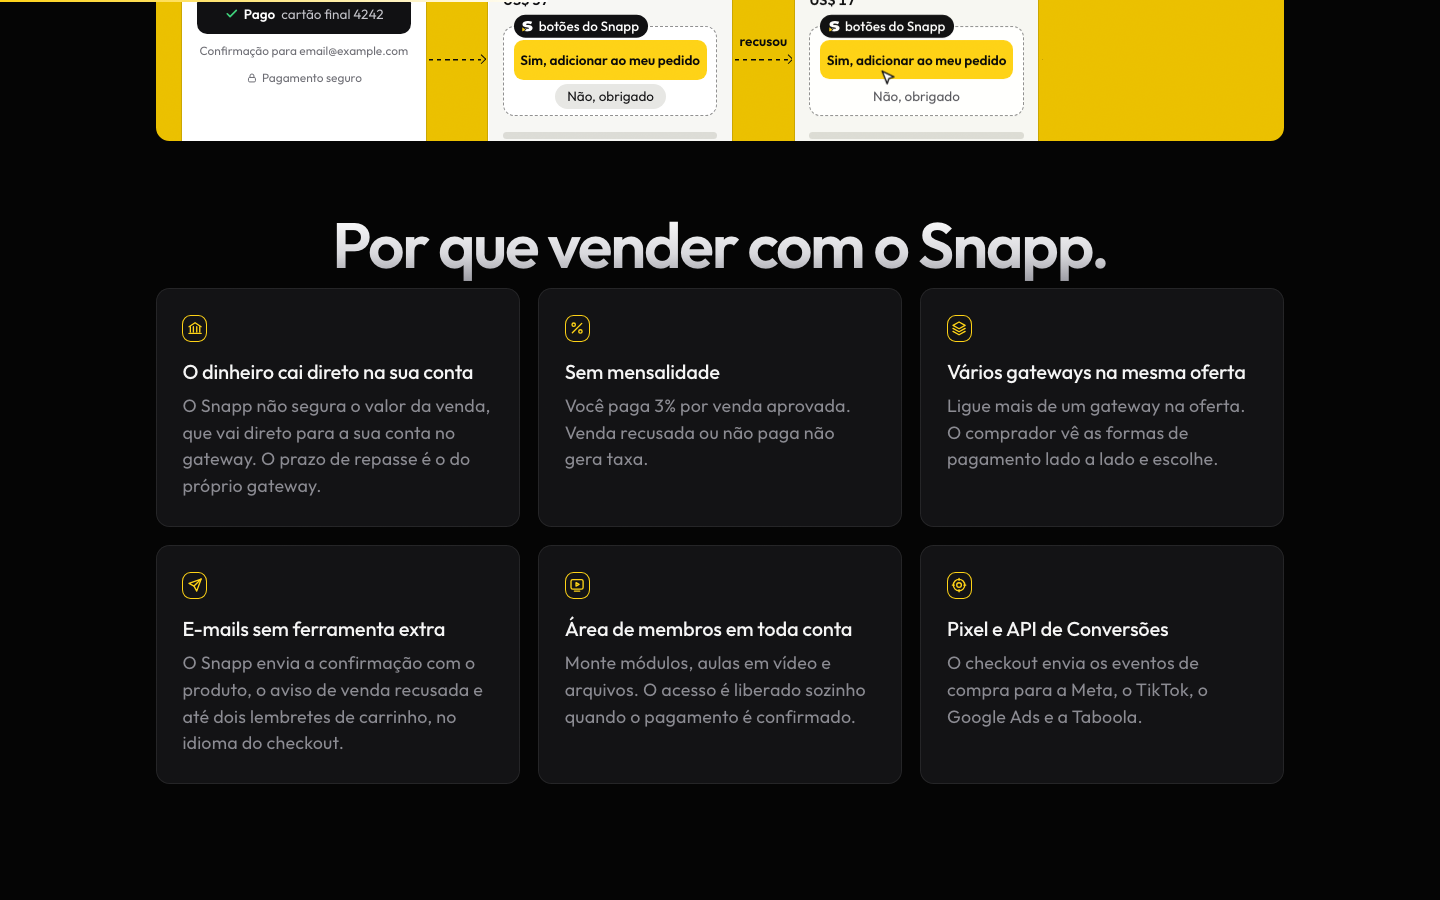 Pago cartão final 4242
Confirmação para email@example.com
Pagamento seguro
botões do Snapp
Sim, adicionar ao meu pedido
Não, obrigado
recusou
botões do Snapp
Sim, adicionar ao meu pedido
Não, obrigado
Por que vender com o Snapp.
O dinheiro cai direto na sua conta
O Snapp não segura o valor da venda,
que vai direto para a sua conta no
gateway. O prazo de repasse é o do
próprio gateway.
Sem mensalidade
Você paga 3% por venda aprovada.
Venda recusada ou não paga não
gera taxa.
Vários gateways na mesma oferta
Ligue mais de um gateway na oferta.
O comprador vê as formas de
pagamento lado a lado e escolhe.
E-mails sem ferramenta extra
O Snapp envia a confirmação com o
produto, o aviso de venda recusada e
até dois lembretes de carrinho, no
idioma do checkout.
Área de membros em toda conta
Monte módulos, aulas em vídeo e
arquivos. O acesso é liberado sozinho
quando o pagamento é confirmado.
Pixel e API de Conversões
O checkout envia os eventos de
compra para a Meta, o TikTok, o
Google Ads e a Taboola.